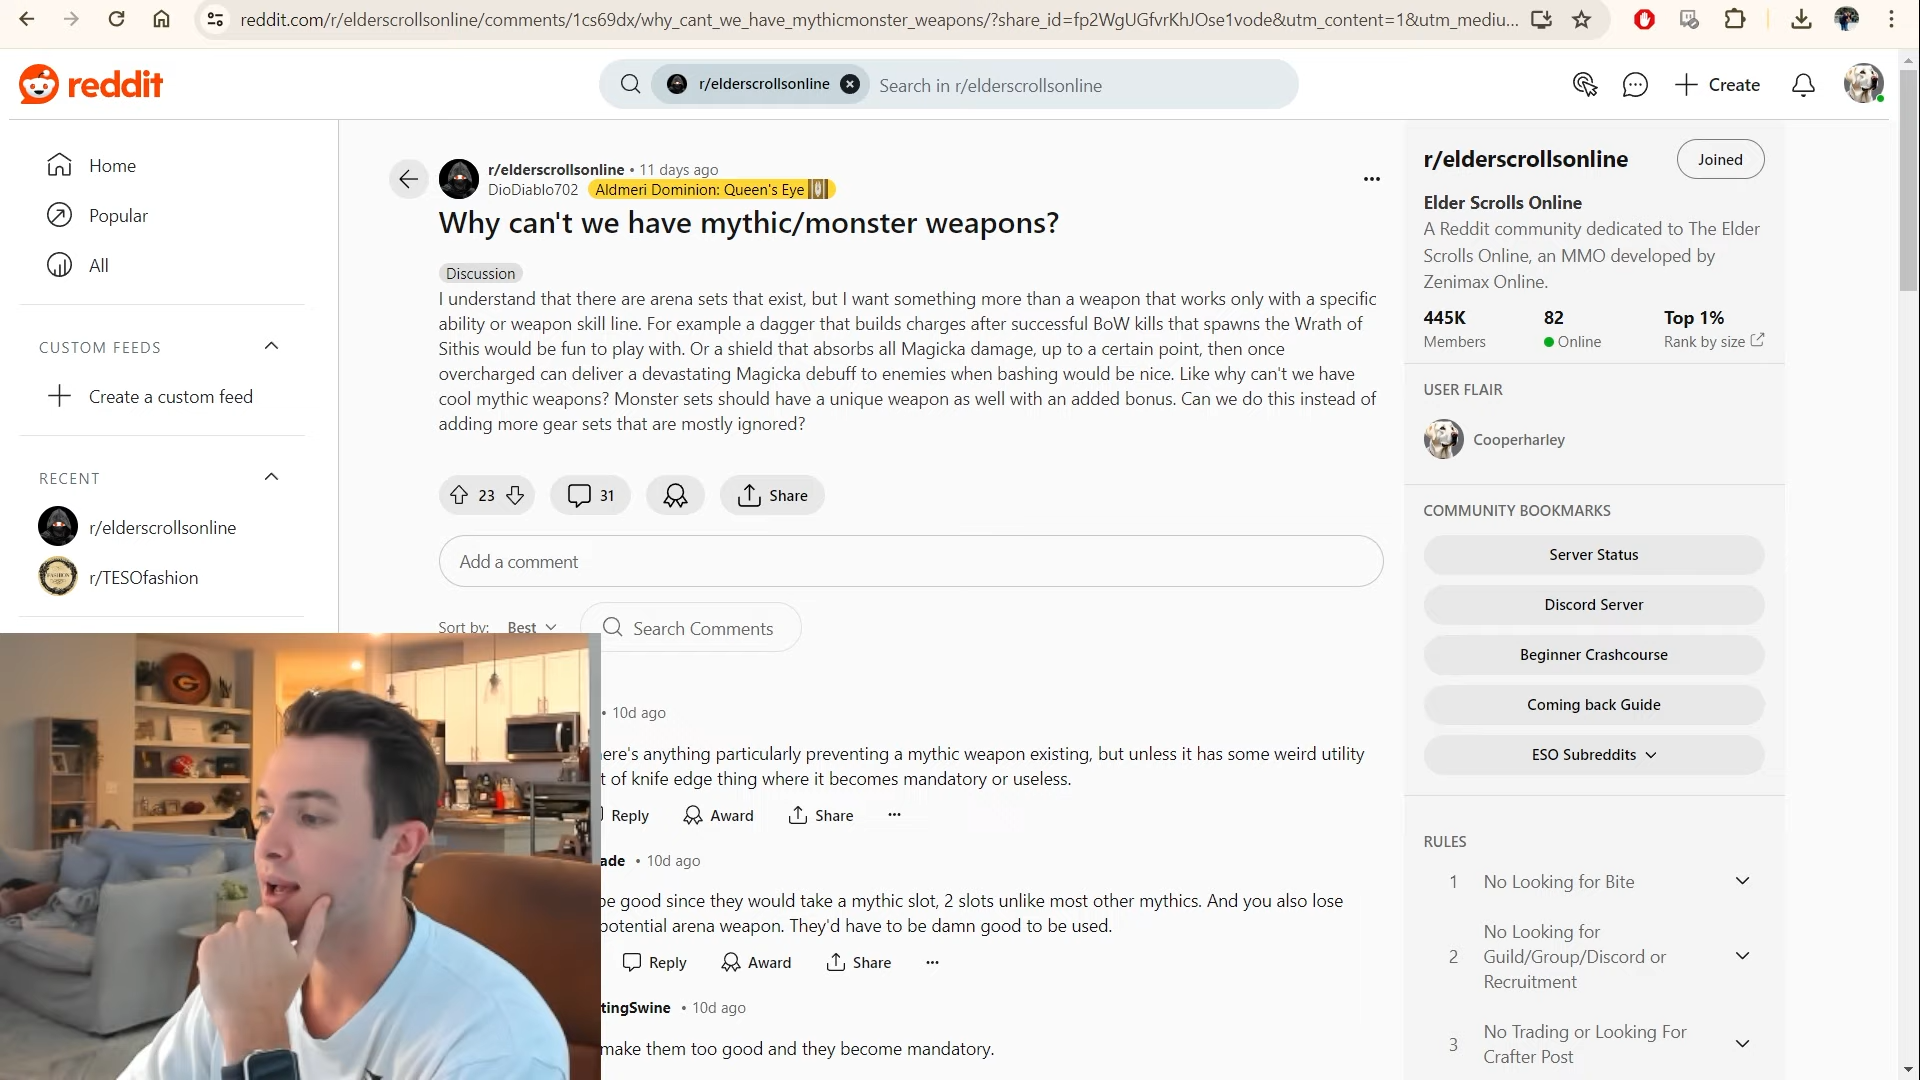 reddit.com/r/elderscrollsonline/comments/1cs69dx/why_cant_we_have_mythicmonster_weapons/?share_id=fp2WgUGfvrKhJOse1vode&utm_content=1&utm_mediu...
reddit
r/elderscrollsonline
Search in r/elderscrollsonline
Create
Home
Popular
All
CUSTOM FEEDS
Create a custom feed
RECENT
r/elderscrollsonline
r/TESOfashion
r/elderscrollsonline • 11 days ago
DioDiablo702 Aldmeri Dominion: Queen's Eye
Why can't we have mythic/monster weapons?
Discussion
I understand that there are arena sets that exist, but I want something more than a weapon that works only with a specific
ability or weapon skill line. For example a dagger that builds charges after successful BoW kills that spawns the Wrath of
Sithis would be fun to play with. Or a shield that absorbs all Magicka damage, up to a certain point, then once
overcharged can deliver a devastating Magicka debuff to enemies when bashing would be nice. Like why can't we have
cool mythic weapons? Monster sets should have a unique weapon as well with an added bonus. Can we do this instead of
adding more gear sets that are mostly ignored?
23
31
Share
Add a comment
Sort by: Best
Search Comments
• 10d ago
ere's anything particularly preventing a mythic weapon existing, but unless it has some weird utility
t of knife edge thing where it becomes mandatory or useless.
Reply Award Share ...
ade • 10d ago
be good since they would take a mythic slot, 2 slots unlike most other mythics. And you also lose
potential arena weapon. They'd have to be damn good to be used.
Reply Award Share ...
tingSwine • 10d ago
make them too good and they become mandatory.
r/elderscrollsonline
Joined
Elder Scrolls Online
A Reddit community dedicated to The Elder
Scrolls Online, an MMO developed by
Zenimax Online.
445K 82 Top 1%
Members Online Rank by size
USER FLAIR
Cooperharley
COMMUNITY BOOKMARKS
Server Status
Discord Server
Beginner Crashcourse
Coming back Guide
ESO Subreddits
RULES
1 No Looking for Bite
2 No Looking for
Guild/Group/Discord or
Recruitment
3 No Trading or Looking For
Crafter Post